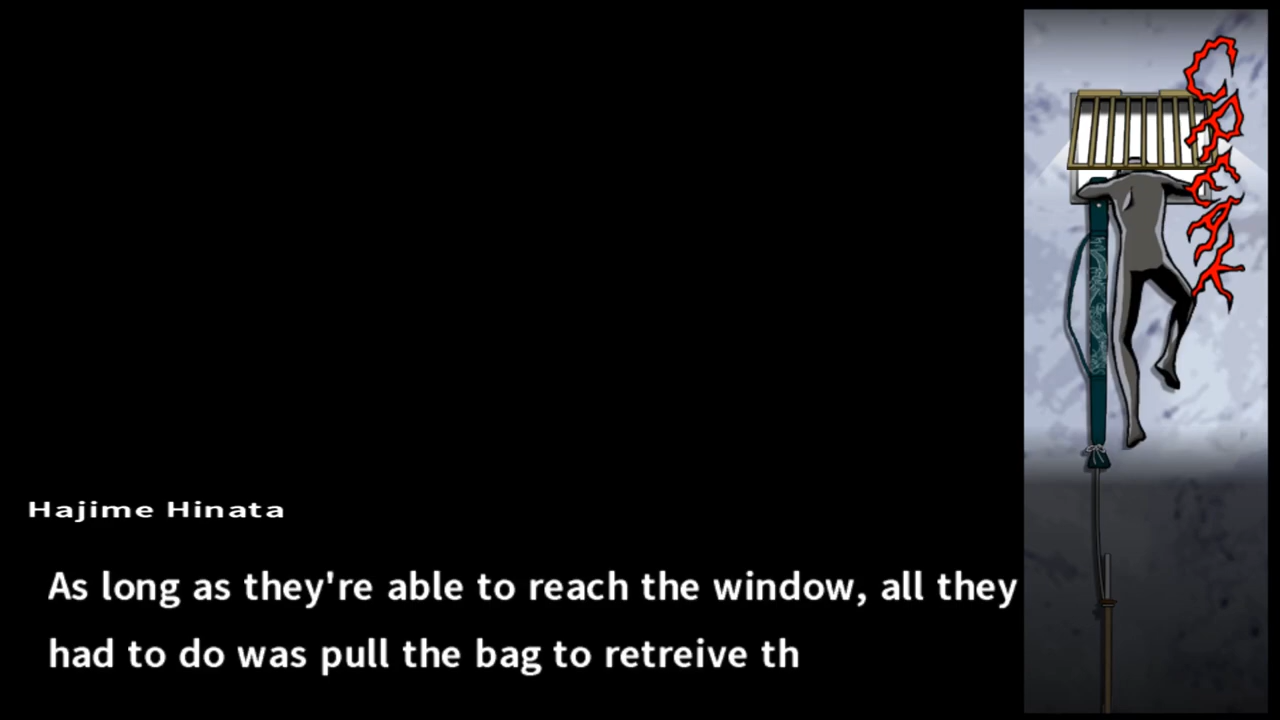 CREAK
Hajime Hinata
As long as they're able to reach the window, all they
had to do was pull the bag to retreive th